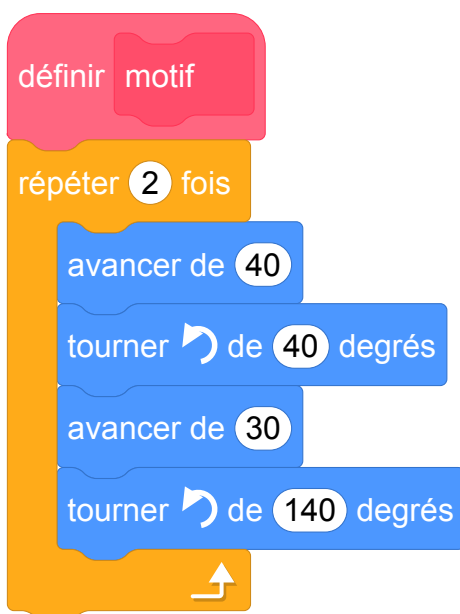 définir motif
répéter 2 fois
avancer de 40
tourner de 40 degrés
avancer de 30
tourner de 140 degrés